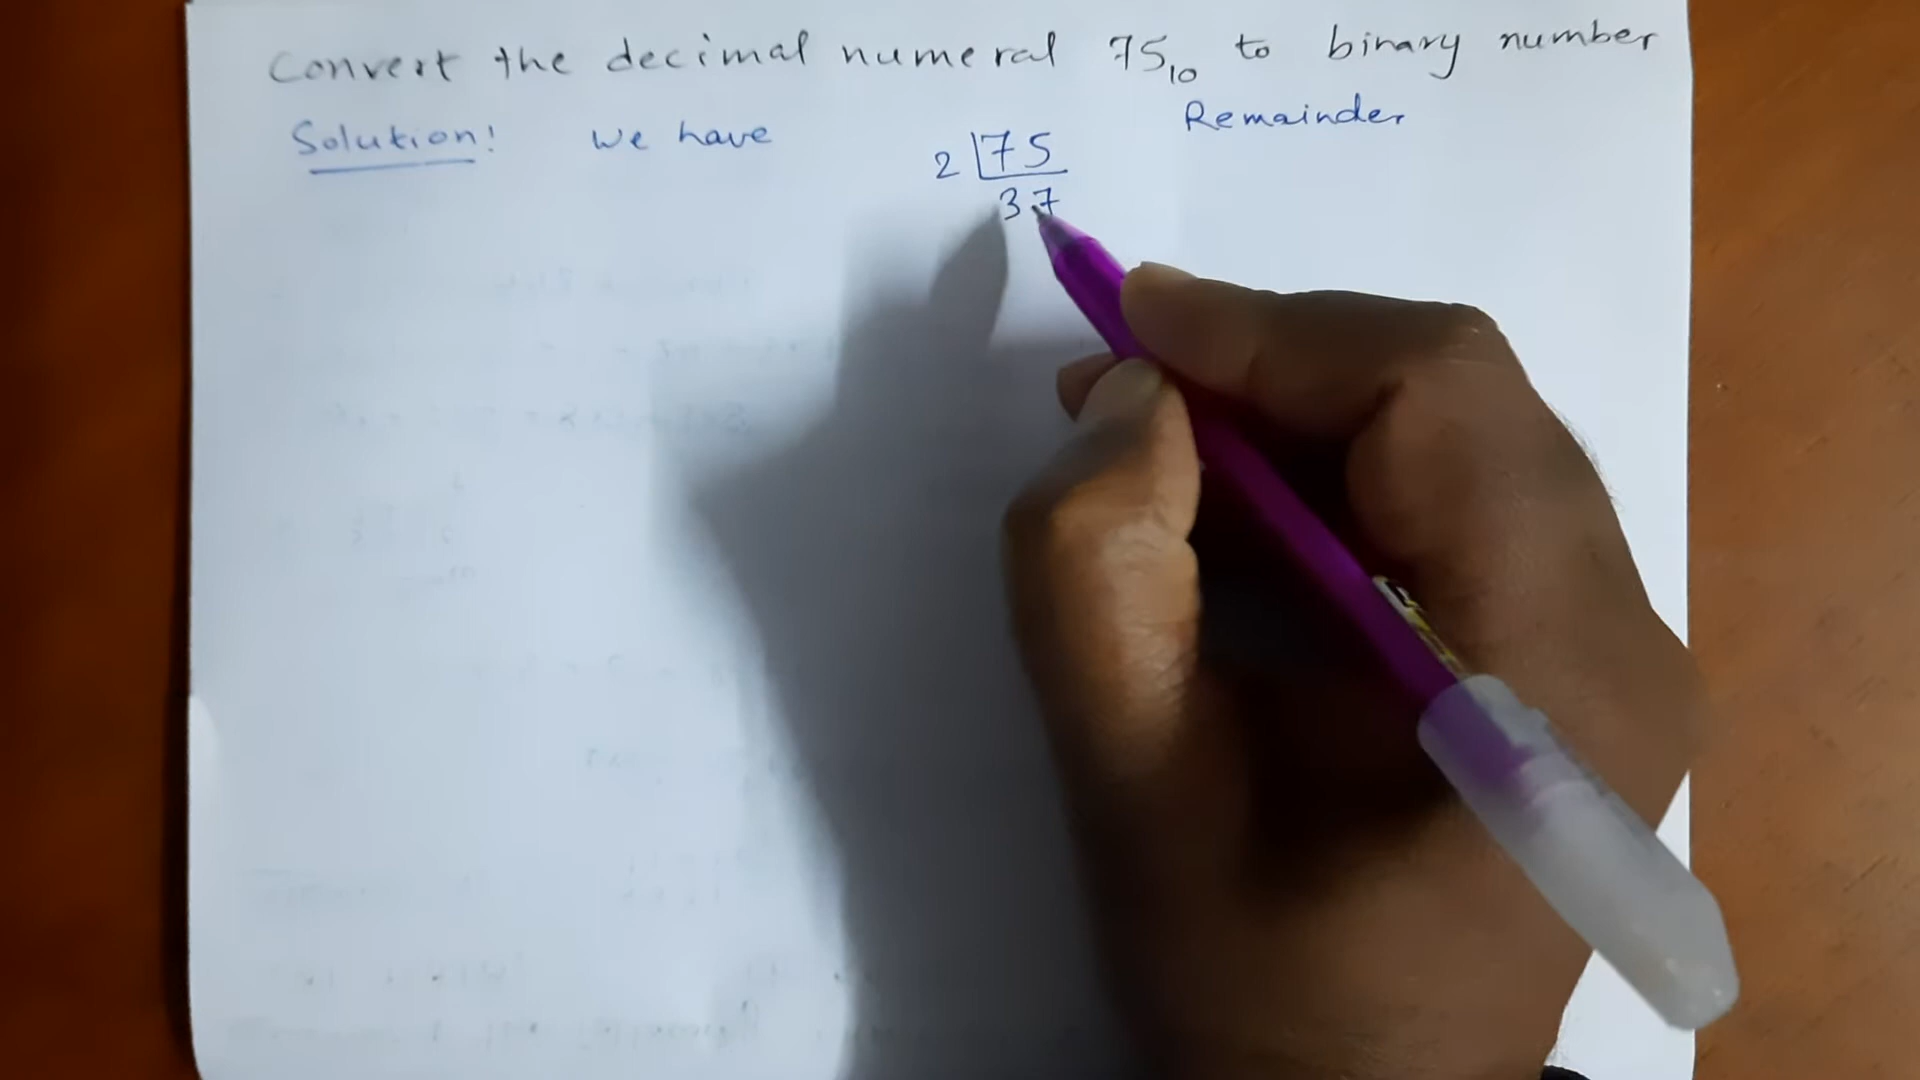 Convert the decimal numeral 75₁₀ to binary number
Solution! We have
Remainder
2 | 75
37